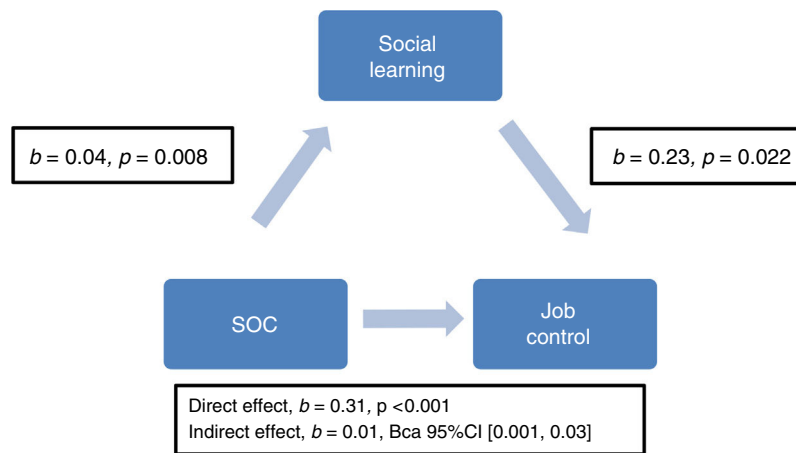 Social
learning
b = 0.04, p = 0.008
b = 0.23, p = 0.022
SOC
Job
control
Direct effect, b = 0.31, p <0.001
Indirect effect, b = 0.01, Bca 95%CI [0.001, 0.03]